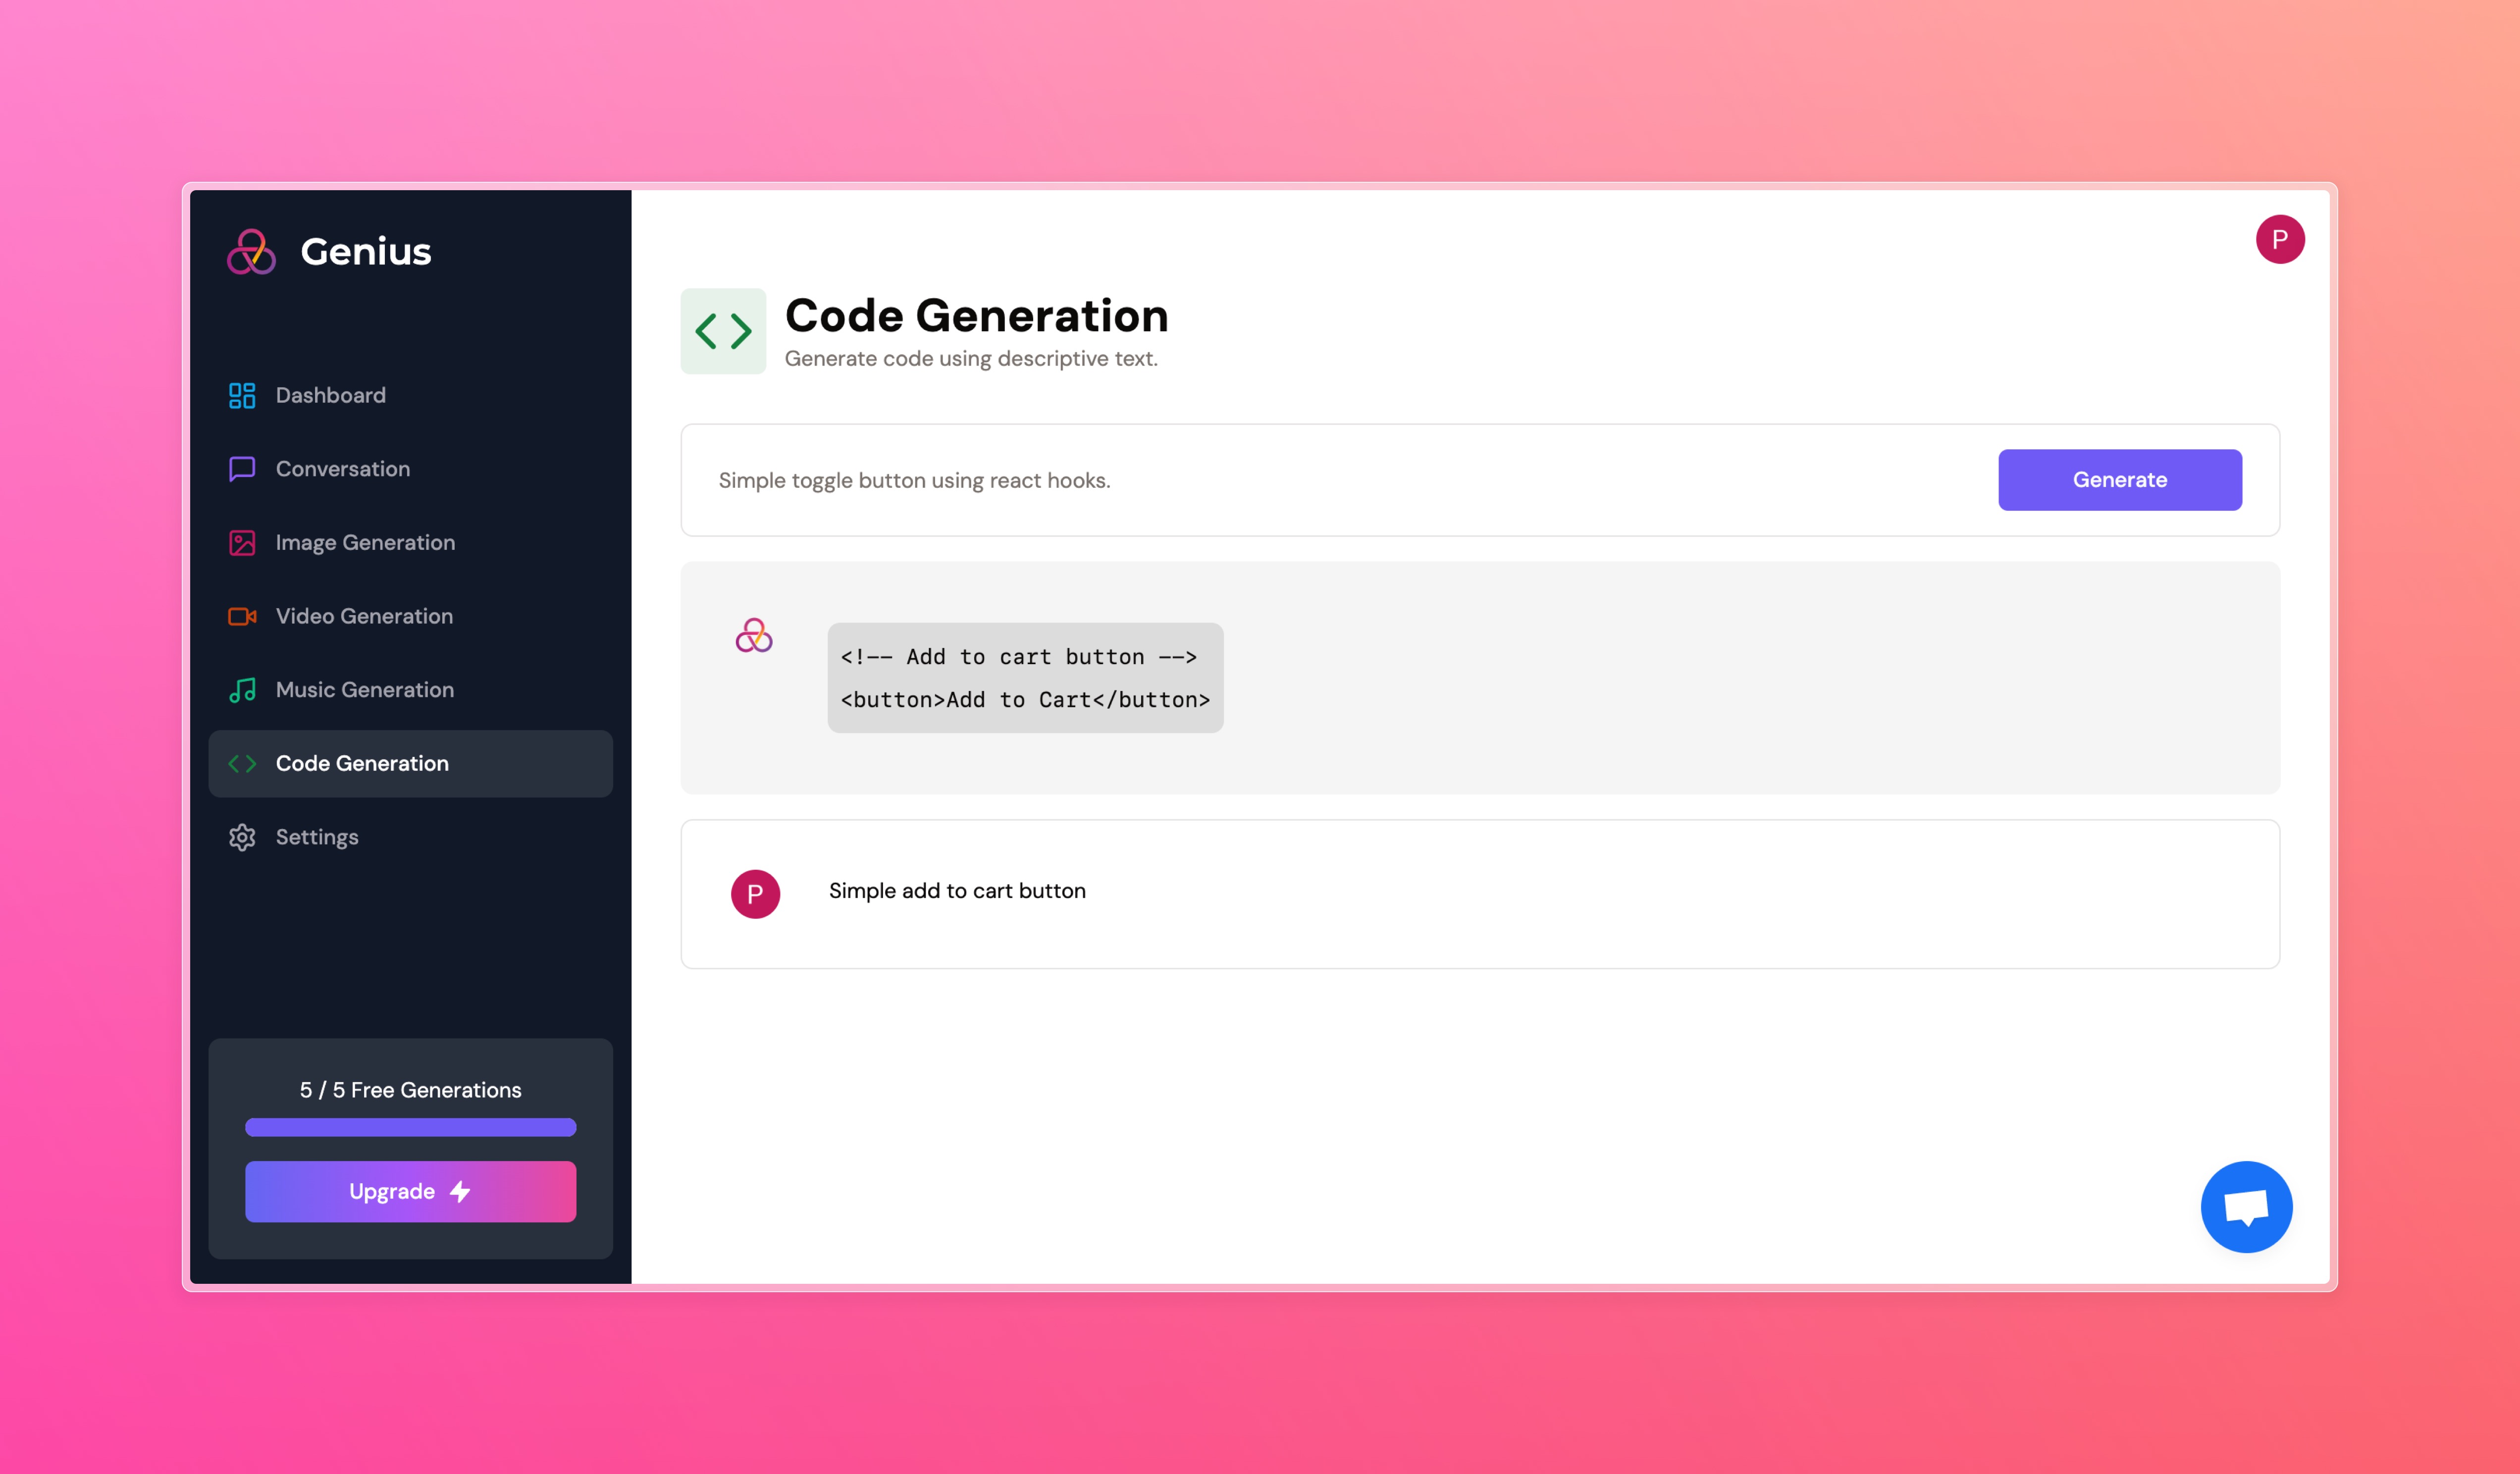 Genius
Dashboard
Conversation
Image Generation
Video Generation
Music Generation
Code Generation
Settings
5 / 5 Free Generations
Upgrade
P
Code Generation
Generate code using descriptive text.
Simple toggle button using react hooks.
Generate
<!-- Add to cart button -->
<button>Add to Cart</button>
P
Simple add to cart button